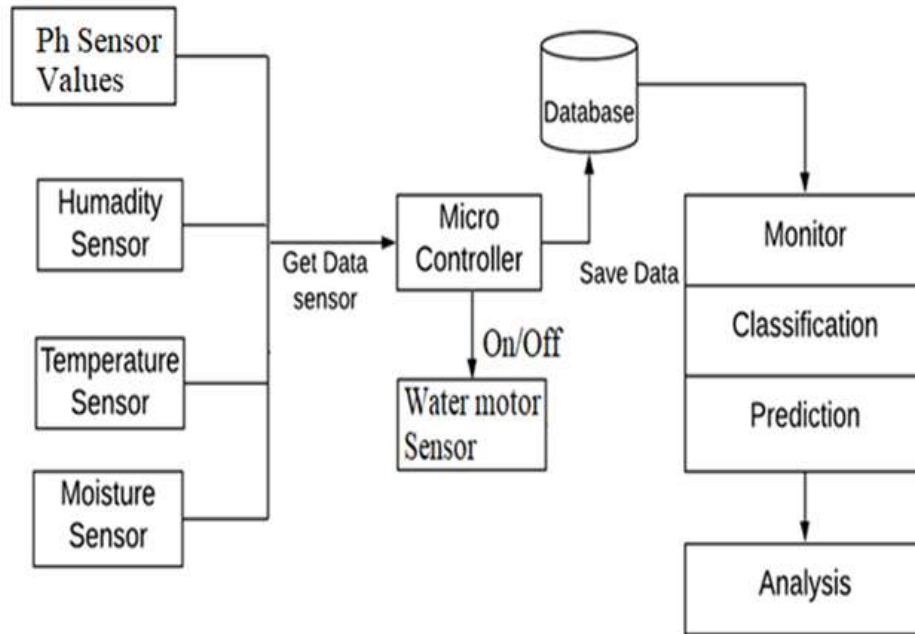 Ph Sensor
Values
Humadity
Sensor
Temperature
Sensor
Moisture
Sensor
Get Data
sensor
Micro
Controller
On/Off
Water motor
Sensor
Database
Save Data
Monitor
Classification
Prediction
Analysis